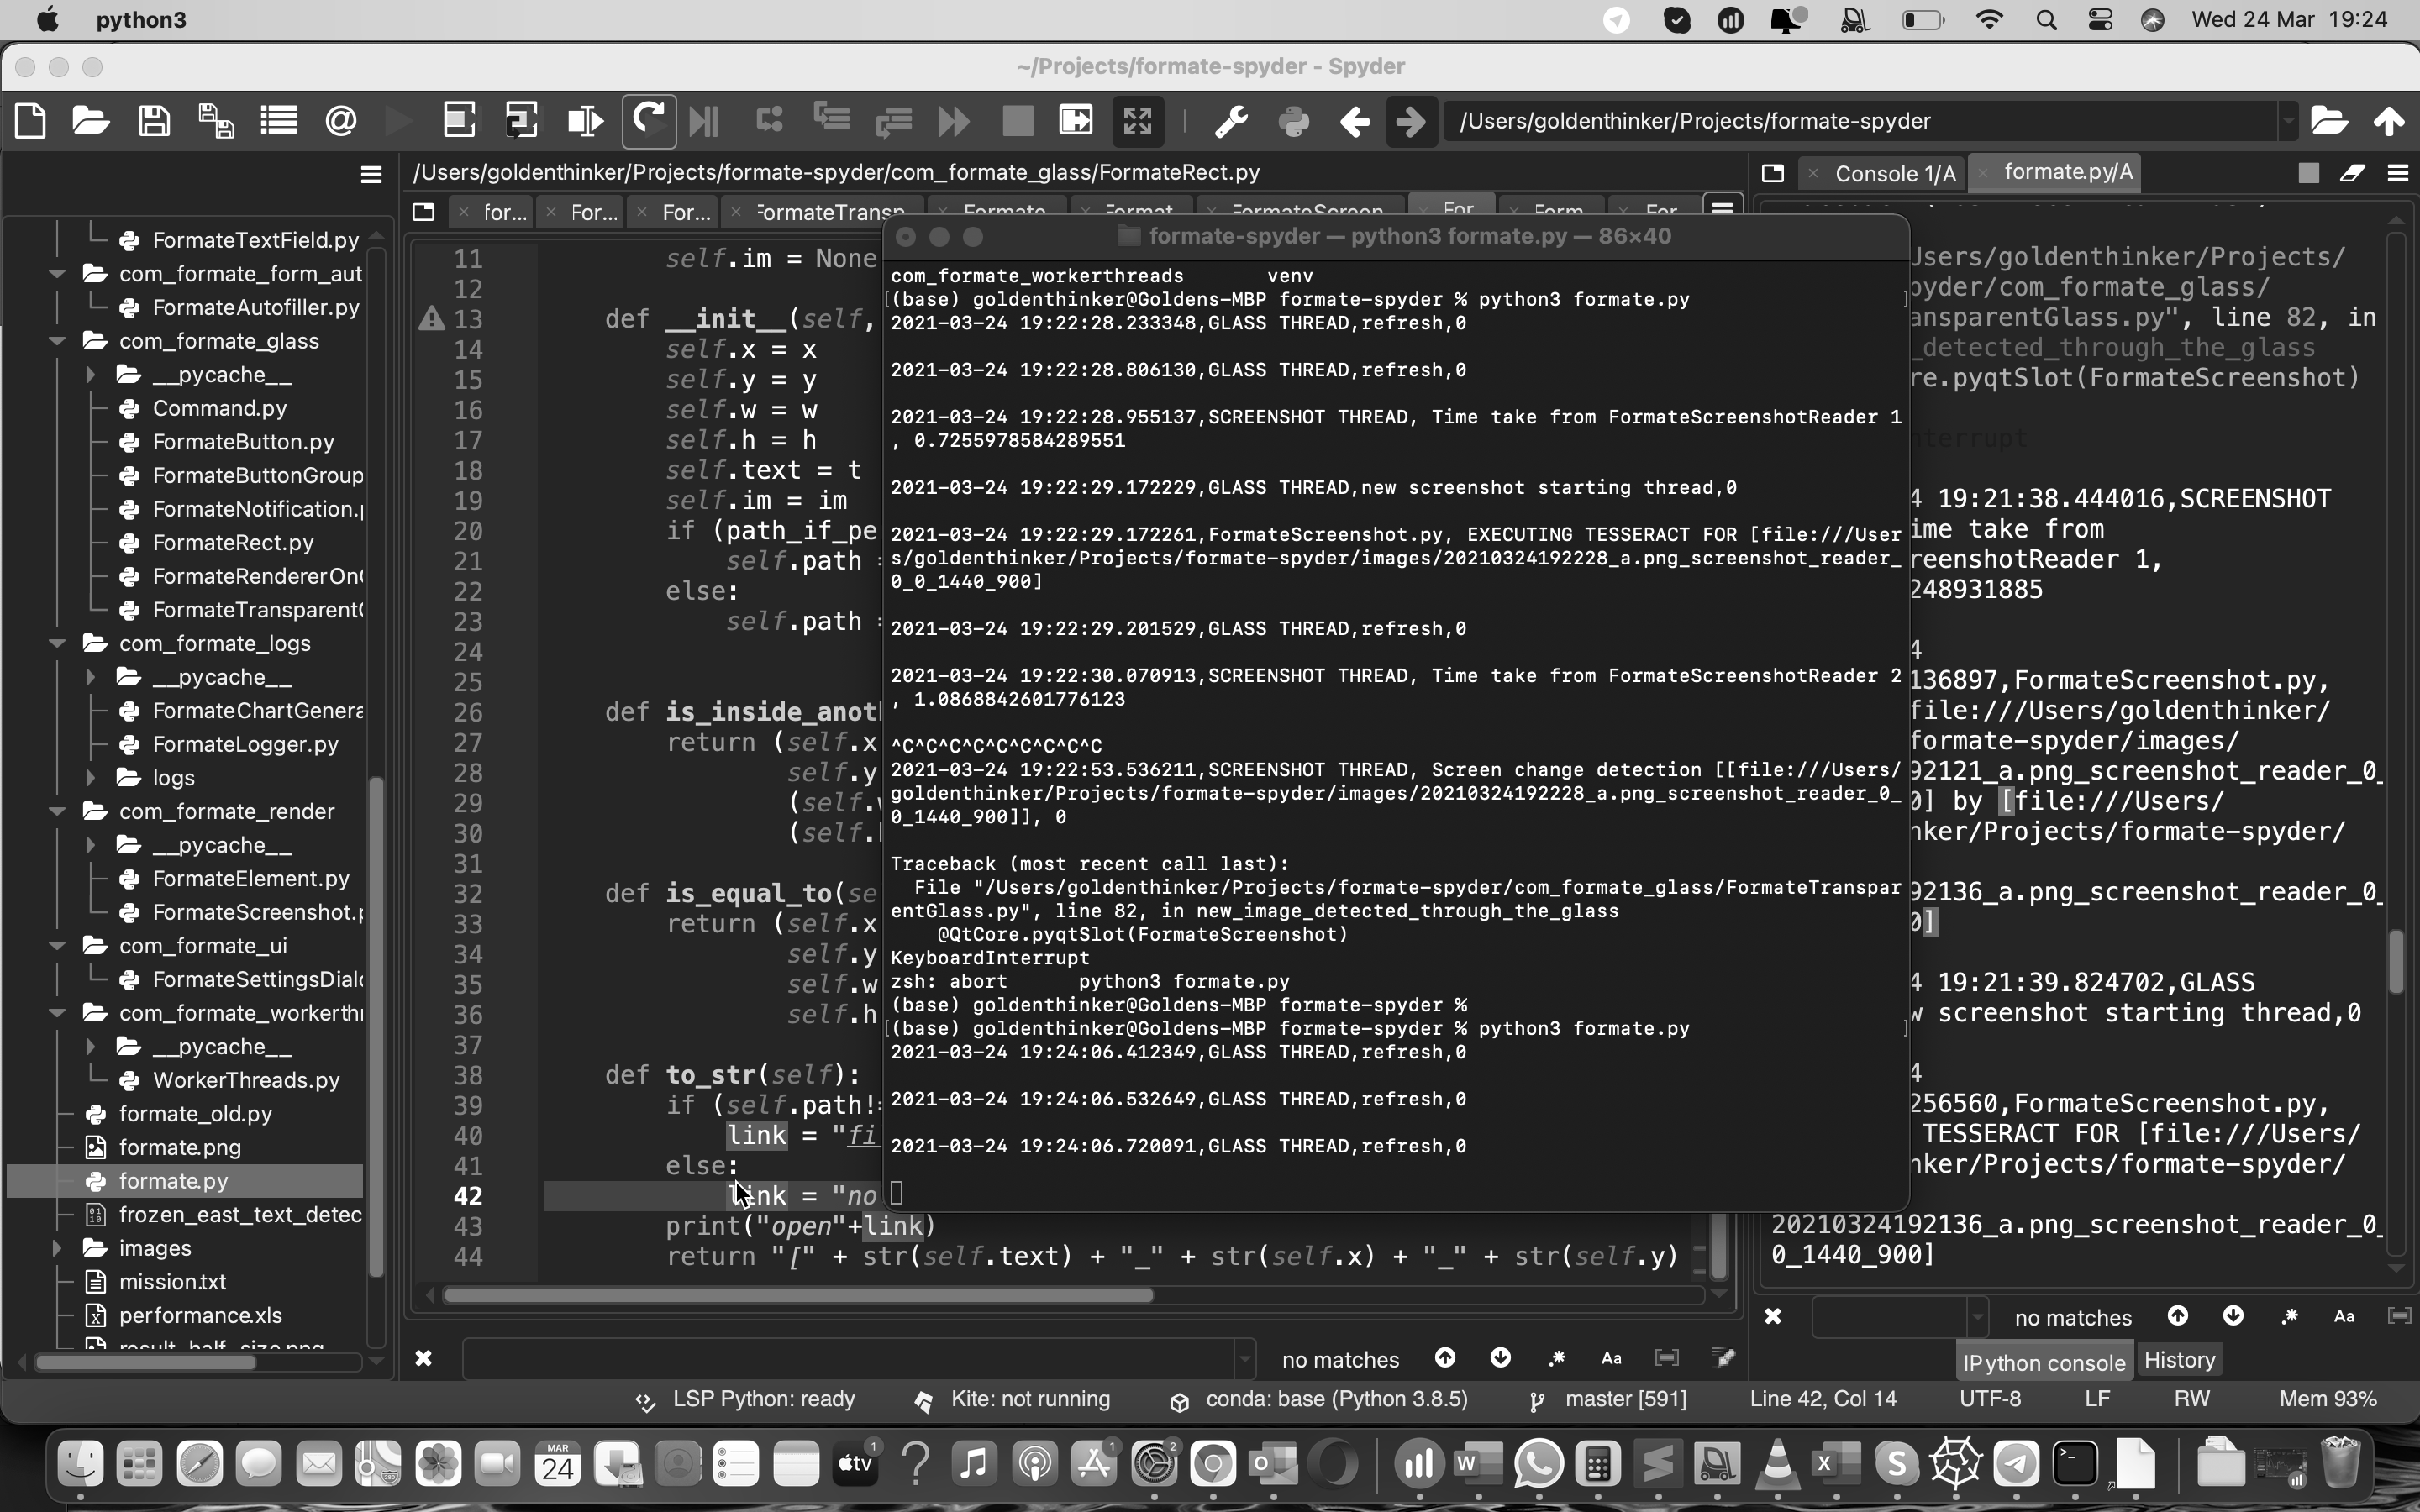 python3
Wed 24 Mar 19:24
~/Projects/formate-spyder - Spyder
/Users/goldenthinker/Projects/formate-spyder
/Users/goldenthinker/Projects/formate-spyder/com_formate_glass/FormateRect.py
Console 1/A
formate.py/A
for...
For...
For...
FormateTextField.py
com_formate_form_aut
FormateAutofiller.py
com_formate_glass
__pycache__
Command.py
FormateButton.py
FormateButtonGroup
FormateNotification.
FormateRect.py
FormateRendererOn
FormateTransparent
com_formate_logs
__pycache__
FormateChartGenera
FormateLogger.py
logs
com_formate_render
__pycache__
FormateElement.py
FormateScreenshot.
com_formate_ui
FormateSettingsDial
com_formate_workerth
__pycache__
WorkerThreads.py
formate_old.py
formate.png
formate.py
frozen_east_text_detec
images
mission.txt
performance.xls
11 self.im = None
12
13 def __init__(self,
14 self.x = x
15 self.y = y
16 self.w = w
17 self.h = h
18 self.text = t
19 self.im = im
20 if (path_if_pe
21 self.path
22 else:
23 self.path
24
25
26 def is_inside_anot
27 return (self.x
28 self.y
29 (self.
30 (self.
31
32 def is_equal_to(se
33 return (self.x
34 self.y
35 self.w
36 self.h
37
38 def to_str(self):
39 if (self.path!
40 link = "fi
41 else:
42 link = "no
43 print("open"+link)
44 return "[" + str(self.text) + "_" + str(self.x) + "_" + str(self.y)
formate-spyder — python3 formate.py — 86×40
com_formate_workerthreads venv
[(base) goldenthinker@Goldens-MBP formate-spyder % python3 formate.py ]
2021-03-24 19:22:28.233348,GLASS THREAD,refresh,0
2021-03-24 19:22:28.806130,GLASS THREAD,refresh,0
2021-03-24 19:22:28.955137,SCREENSHOT THREAD, Time take from FormateScreenshotReader 1
, 0.7255978584289551
2021-03-24 19:22:29.172229,GLASS THREAD,new screenshot starting thread,0
2021-03-24 19:22:29.172261,FormateScreenshot.py, EXECUTING TESSERACT FOR [file:///User
s/goldenthinker/Projects/formate-spyder/images/20210324192228_a.png_screenshot_reader_
0_0_1440_900]
2021-03-24 19:22:29.201529,GLASS THREAD,refresh,0
2021-03-24 19:22:30.070913,SCREENSHOT THREAD, Time take from FormateScreenshotReader 2
, 1.0868842601776123
^C^C^C^C^C^C^C^C^C
2021-03-24 19:22:53.536211,SCREENSHOT THREAD, Screen change detection [[file:///Users/
goldenthinker/Projects/formate-spyder/images/20210324192228_a.png_screenshot_reader_0_
0_1440_900]], 0
Traceback (most recent call last):
File "/Users/goldenthinker/Projects/formate-spyder/com_formate_glass/FormateTranspar
entGlass.py", line 82, in new_image_detected_through_the_glass
@QtCore.pyqtSlot(FormateScreenshot)
KeyboardInterrupt
zsh: abort python3 formate.py
(base) goldenthinker@Goldens-MBP formate-spyder %
[(base) goldenthinker@Goldens-MBP formate-spyder % python3 formate.py ]
2021-03-24 19:24:06.412349,GLASS THREAD,refresh,0
2021-03-24 19:24:06.532649,GLASS THREAD,refresh,0
2021-03-24 19:24:06.720091,GLASS THREAD,refresh,0
Users/goldenthinker/Projects/
pyder/com_formate_glass/
ansparentGlass.py", line 82, in
_detected_through_the_glass
re.pyqtSlot(FormateScreenshot)
nterrupt
4 19:21:38.444016,SCREENSHOT
ime take from
reenshotReader 1,
248931885
4
136897,FormateScreenshot.py,
file:///Users/goldenthinker/
formate-spyder/images/
92121_a.png_screenshot_reader_0_
0] by [file:///Users/
nker/Projects/formate-spyder/
92136_a.png_screenshot_reader_0_
0]
4 19:21:39.824702,GLASS
w screenshot starting thread,0
4
256560,FormateScreenshot.py,
TESSERACT FOR [file:///Users/
nker/Projects/formate-spyder/
20210324192136_a.png_screenshot_reader_0_
0_1440_900]
no matches
Aa
no matches
Aa
IPython console
History
LSP Python: ready
Kite: not running
conda: base (Python 3.8.5)
master [591]
Line 42, Col 14
UTF-8
LF
RW
Mem 93%
MAR
24
tv
1
1
2